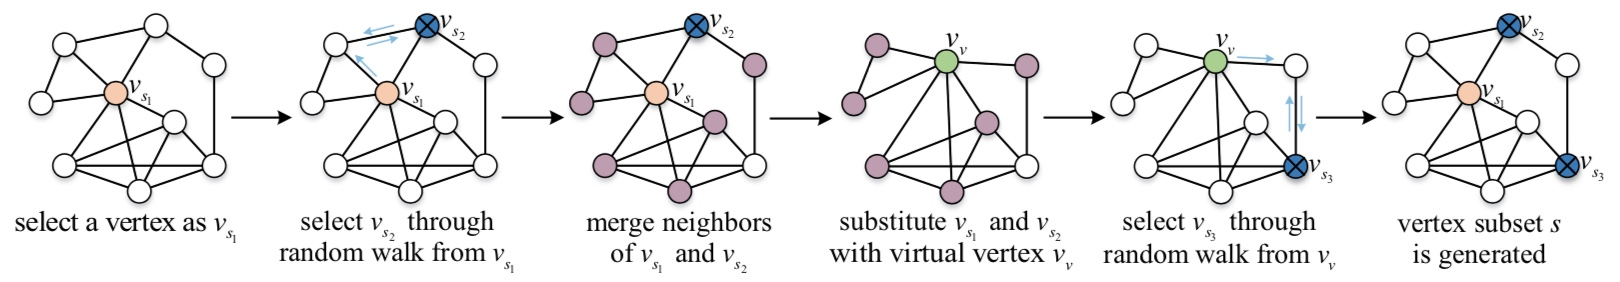 v_{s_1}
v_{s_2}
v_{s_1}
v_{s_2}
v_{s_1}
v_v
v_v
v_{s_3}
v_{s_2}
v_{s_1}
v_{s_3}
select a vertex as v_{s_1}
select v_{s_2} through
random walk from v_{s_1}
merge neighbors
of v_{s_1} and v_{s_2}
substitute v_{s_1} and v_{s_2}
with virtual vertex v_v
select v_{s_3} through
random walk from v_v
vertex subset s
is generated